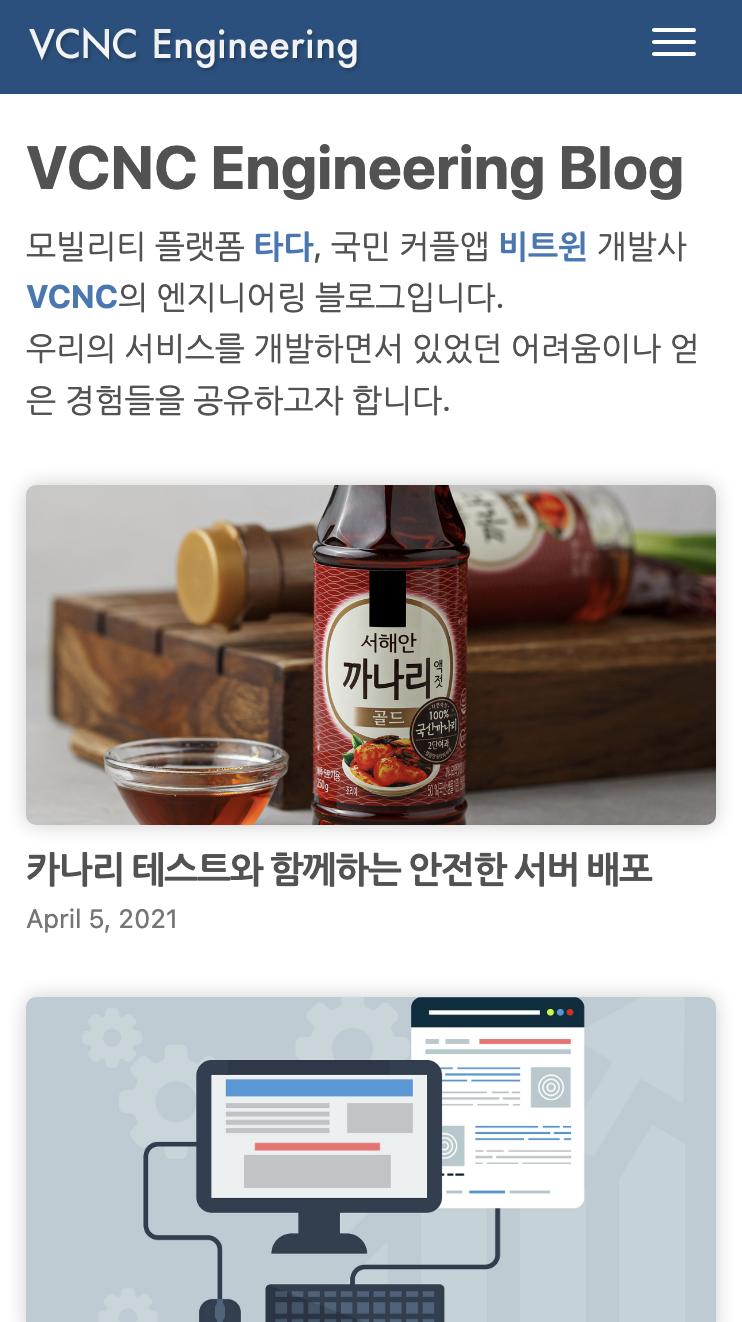 VCNC Engineering
VCNC Engineering Blog
모빌리티 플랫폼 타다, 국민 커플앱 비트윈 개발사
VCNC의 엔지니어링 블로그입니다.
우리의 서비스를 개발하면서 있었던 어려움이나 얻
은 경험들을 공유하고자 합니다.
서해안
까나리
액젓
골드
100%
국산까나리
2단여과
카나리 테스트와 함께하는 안전한 서버 배포
April 5, 2021